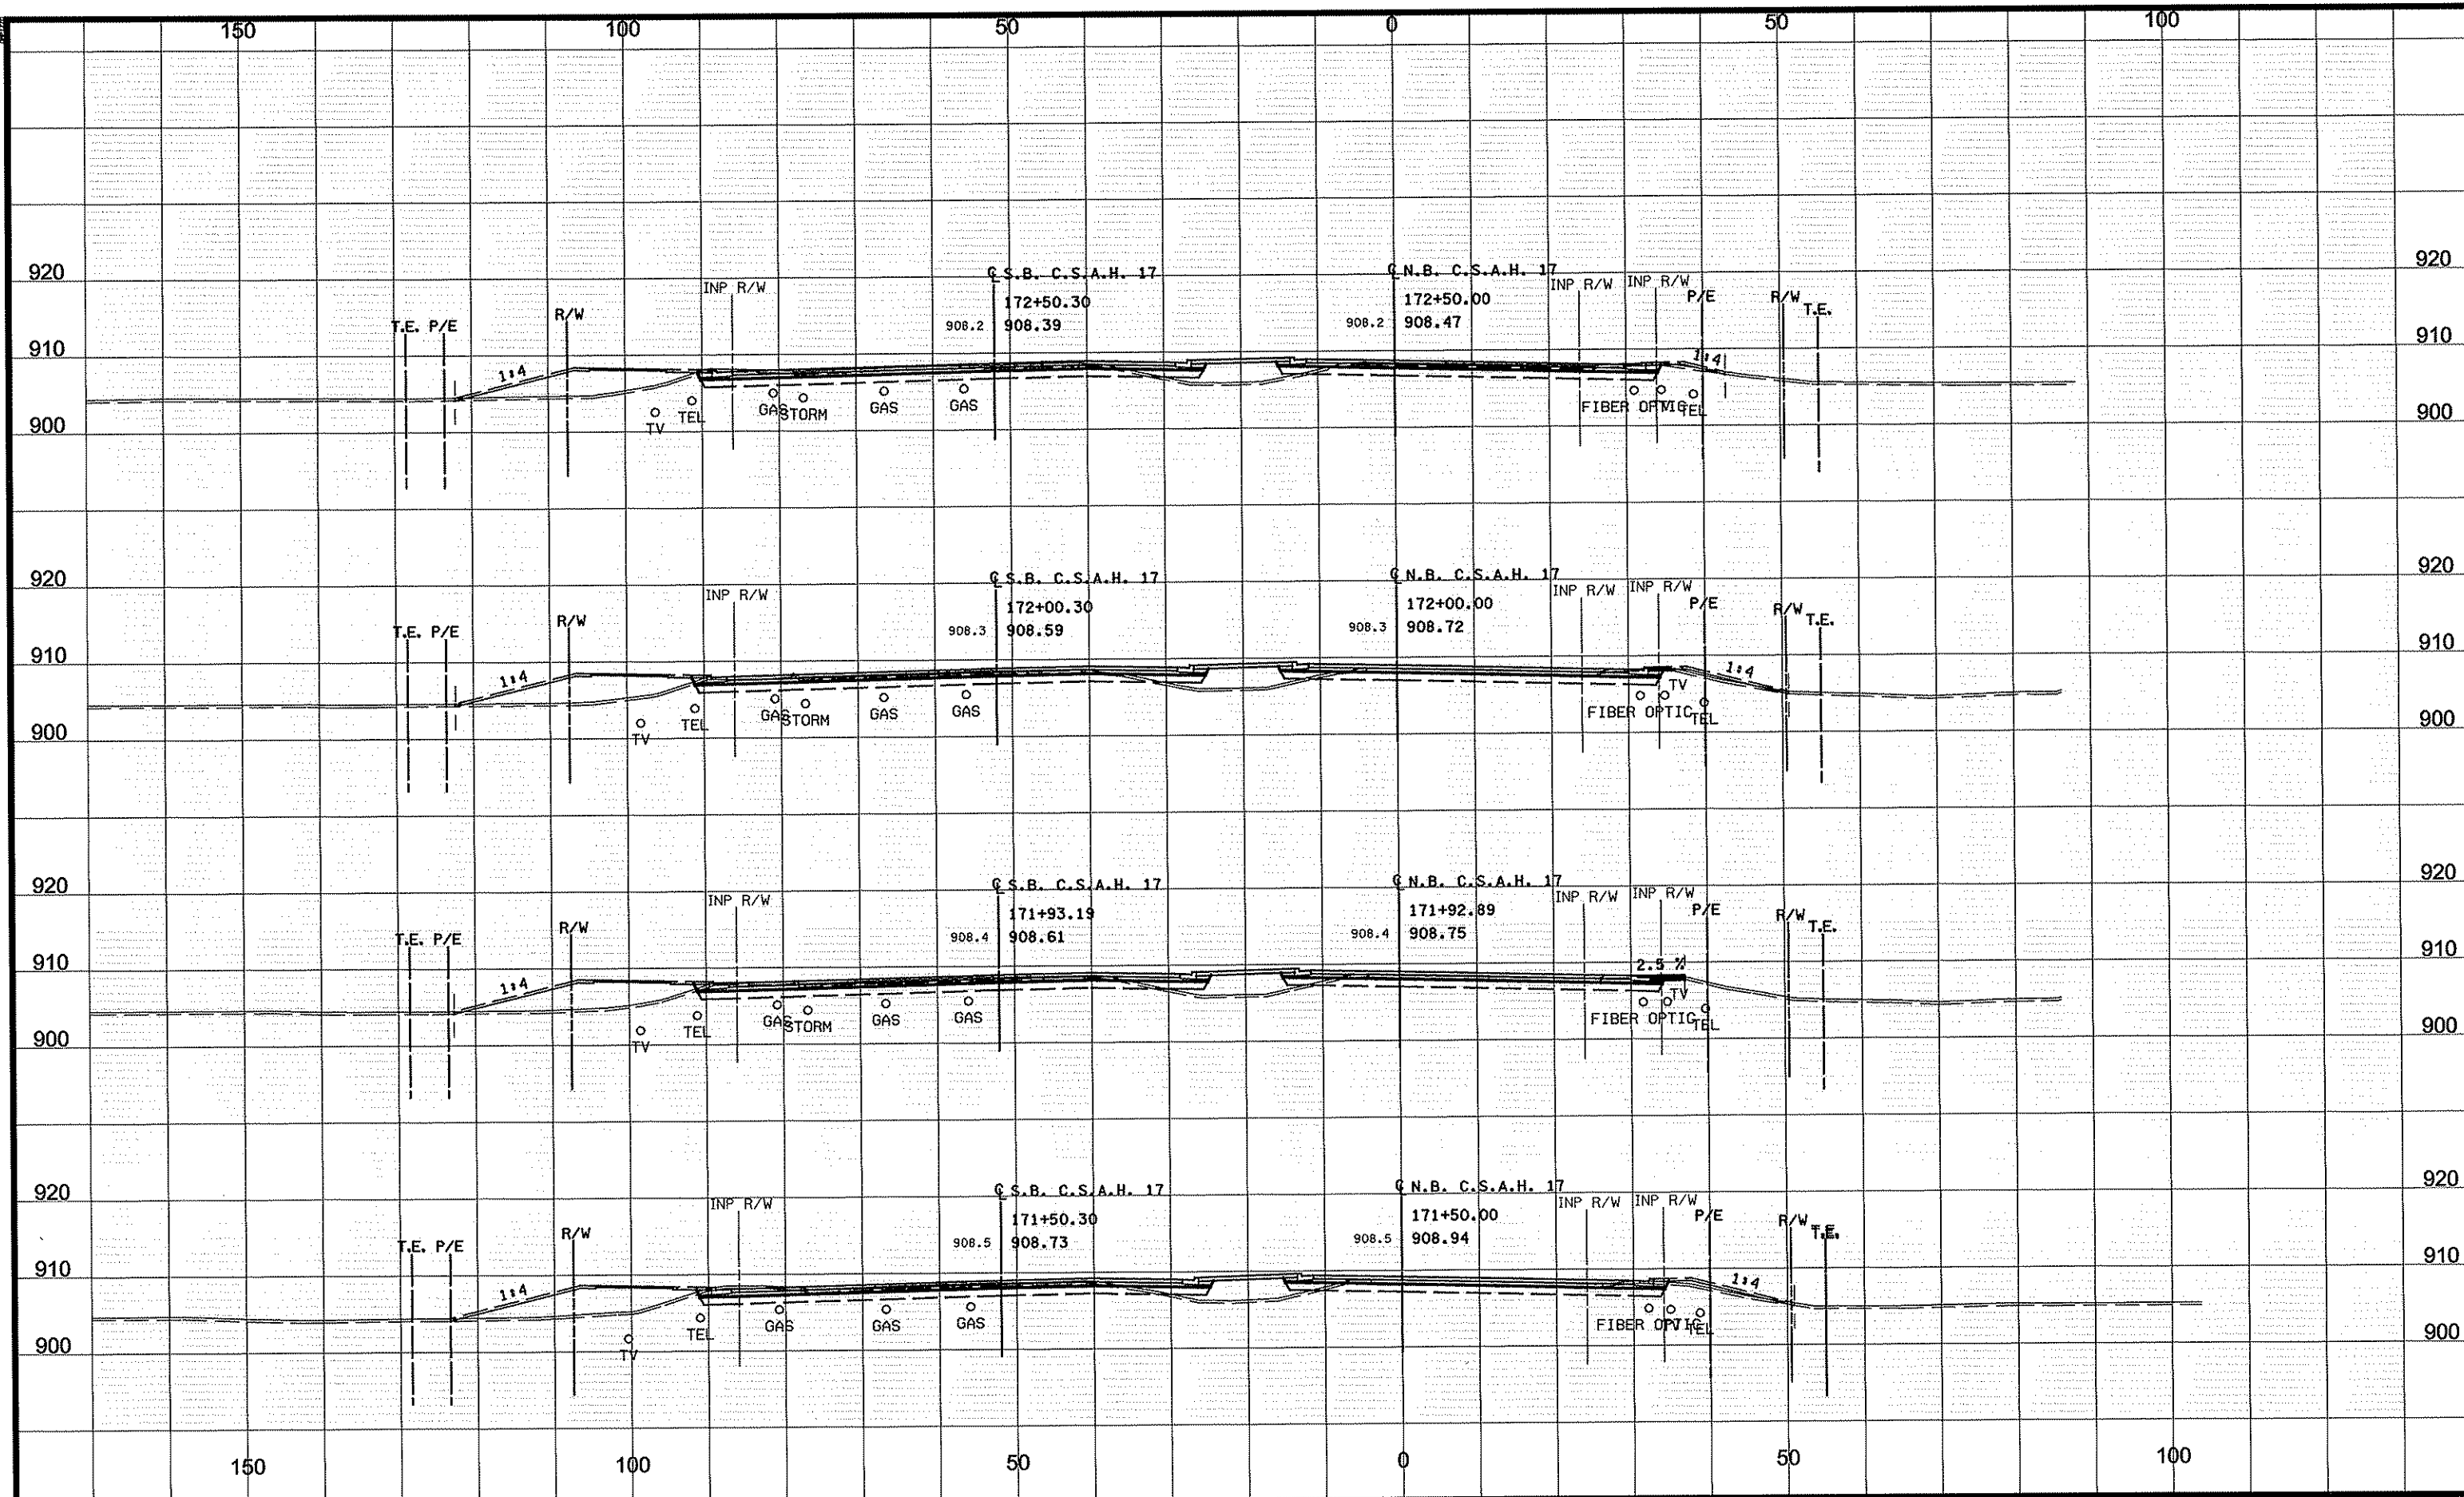 150 100 50 0 50 100
℄ S.B. C.S.A.H. 17 ℄ N.B. C.S.A.H. 17
920 INP R/W 172+50.30 INP R/W INP R/W 172+50.00 920
T.E. P/E R/W 908.2 908.39 908.2 908.47 P/E R/W T.E.
910 1:4 1:4 910
TV TEL GAS STORM GAS GAS FIBER OPTIC TEL
900 900
℄ S.B. C.S.A.H. 17 ℄ N.B. C.S.A.H. 17
920 INP R/W 172+00.30 172+00.00 INP R/W INP R/W 920
T.E. P/E R/W 908.3 908.59 908.3 908.72 P/E R/W T.E.
910 1:4 1:4 910
TV TEL GAS STORM GAS GAS FIBER OPTIC TV TEL
900 900
℄ S.B. C.S.A.H. 17 ℄ N.B. C.S.A.H. 17
920 INP R/W 171+93.19 171+92.89 INP R/W INP R/W 920
T.E. P/E R/W 908.4 908.61 908.4 908.75 P/E R/W T.E.
910 1:4 2.5 % 910
TV TEL GAS STORM GAS GAS FIBER OPTIC TV TEL
900 900
℄ S.B. C.S.A.H. 17 ℄ N.B. C.S.A.H. 17
920 INP R/W 171+50.30 171+50.00 INP R/W INP R/W 920
T.E. P/E R/W 908.5 908.73 908.5 908.94 P/E R/W T.E.
910 1:4 1:4 910
TV TEL GAS GAS GAS FIBER OPTIC TEL
900 900
150 100 50 0 50 100